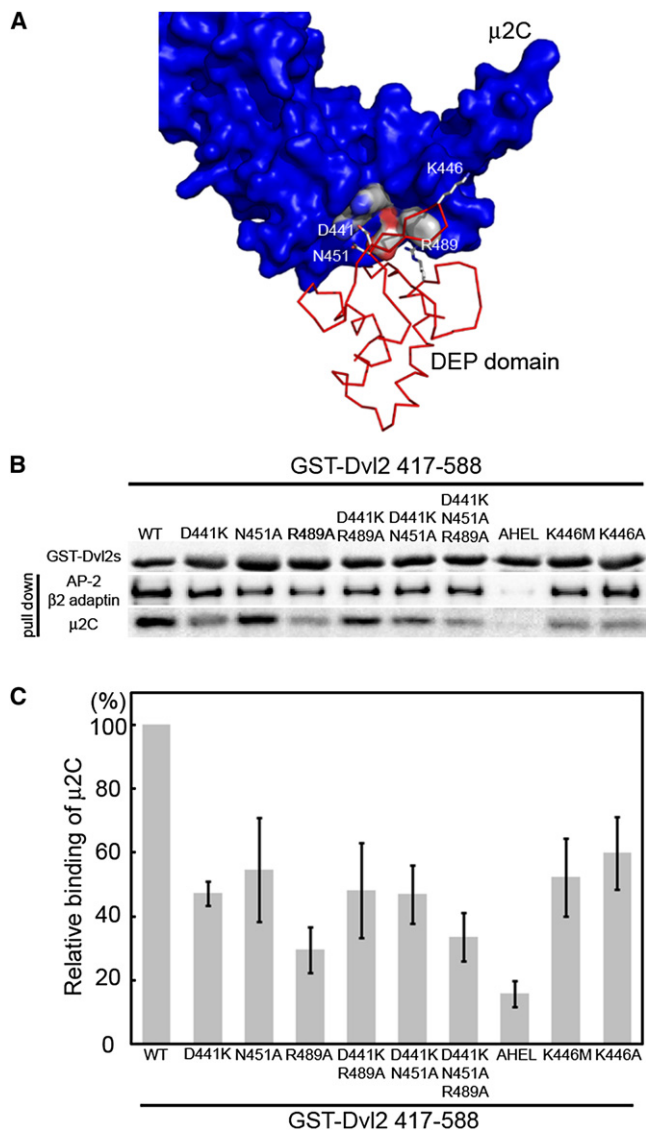 A
μ2C
K446
D441
R489
N451
DEP domain
B
GST-Dvl2 417-588
WT D441K N451A R489A D441K R489A D441K N451A D441K N451A R489A AHEL K446M K446A
GST-Dvl2s
pull down
AP-2
β2 adaptin
μ2C
C
(%)
100
80
60
40
20
0
Relative binding of μ2C
WT D441K N451A R489A D441K R489A D441K N451A D441K N451A R489A AHEL K446M K446A
GST-Dvl2 417-588